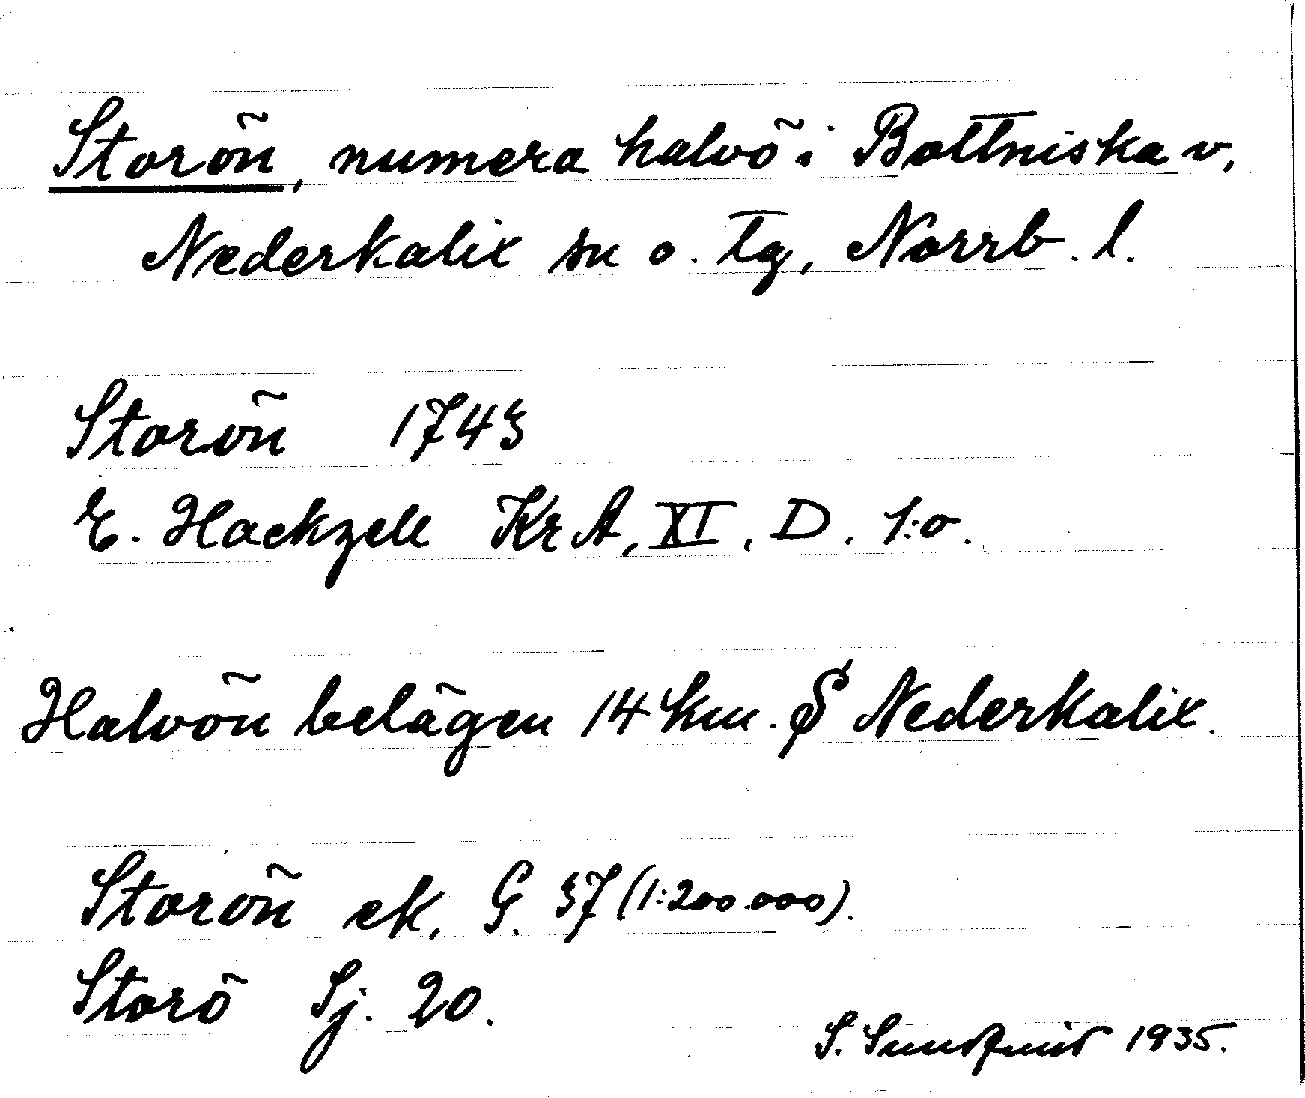 Storön, numera halvö i Bottniska v,
Nederkalix sn o. tg, Norrb. l.
Storön 1743
E. Hackzell KrA, XI. D. 1:o.
Halvön belägen 14 km. S Nederkalix.
Storön ek. G. 37 (1:200.000).
Storö Sj. 20.
S. Sundqvist 1935.